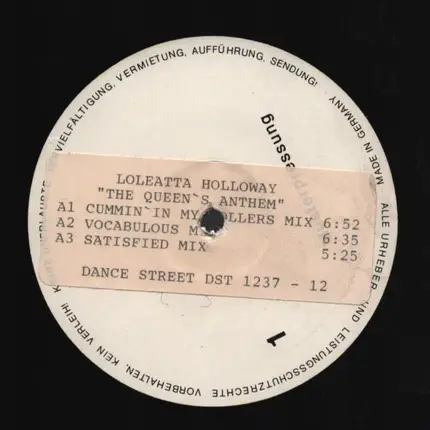 LOLEATTA HOLLOWAY
"THE QUEEN`S ANTHEM"
A1 CUMMIN`IN MY OLLERS MIX 6:52
A2 VOCABULOUS M 6:35
A3 SATISFIED MIX 5:25
DANCE STREET DST 1237 - 12
essung
1
VIELFÄLTIGUNG, VERMIETUNG, AUFFÜHRUNG, SENDUNG!
MADE IN GERMANY
ALLE URHEBER UND LEISTUNGSSCHUTZRECHTE VORBEHALTEN. KEIN VERLEIH!